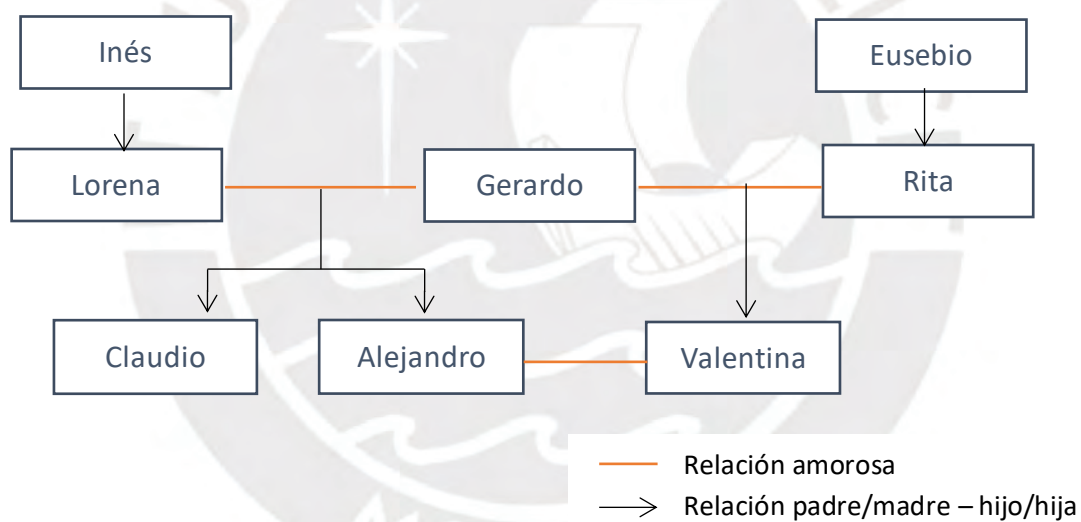 Inés
Eusebio
Lorena
Gerardo
Rita
Claudio
Alejandro
Valentina
Relación amorosa
Relación padre/madre – hijo/hija